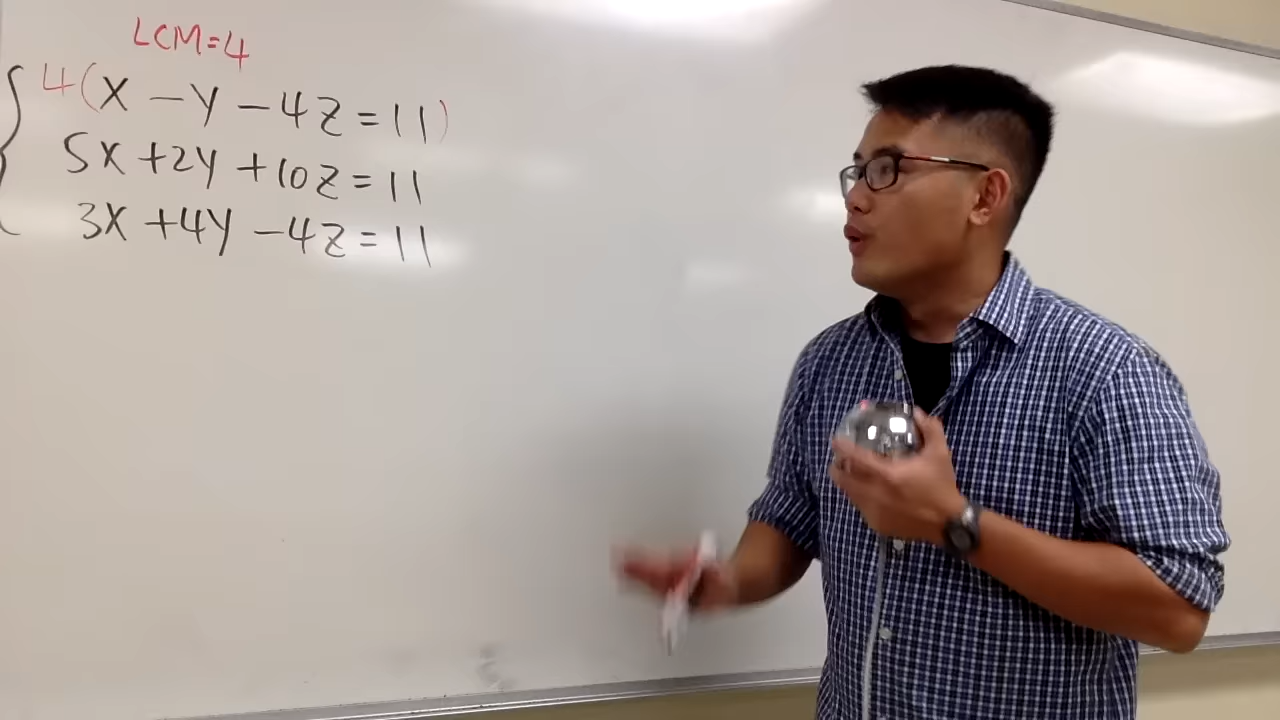 LCM=4
4(X - Y - 4Z = 11)
5X + 2Y + 10Z = 11
3X + 4Y - 4Z = 11